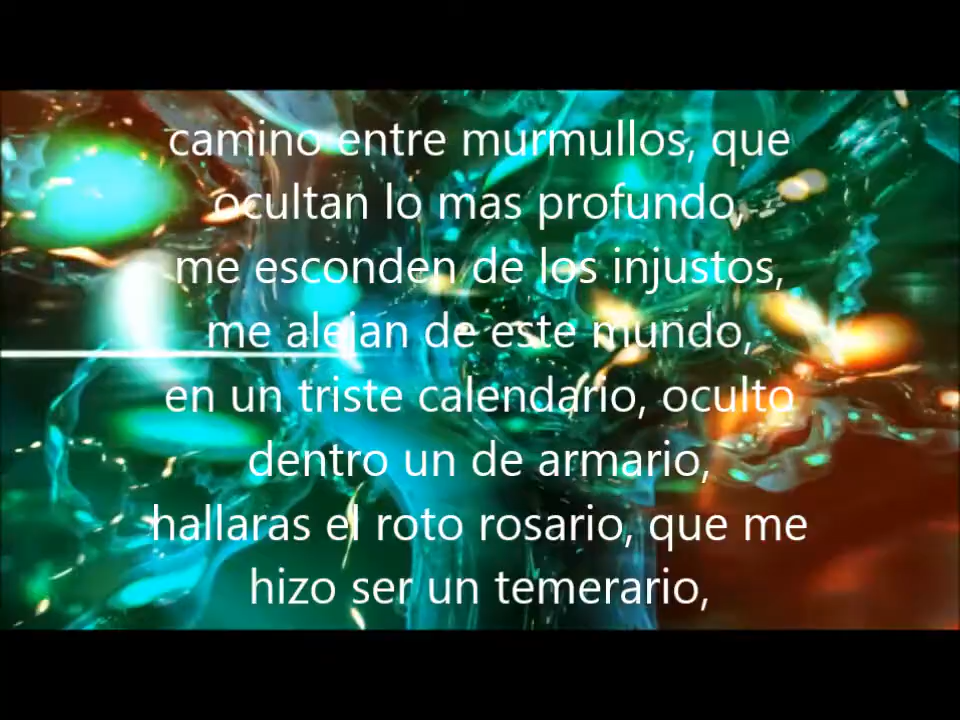 camino entre murmullos, que
ocultan lo mas profundo,
me esconden de los injustos,
me alejan de este mundo,
en un triste calendario, oculto
dentro un de armario,
hallaras el roto rosario, que me
hizo ser un temerario,